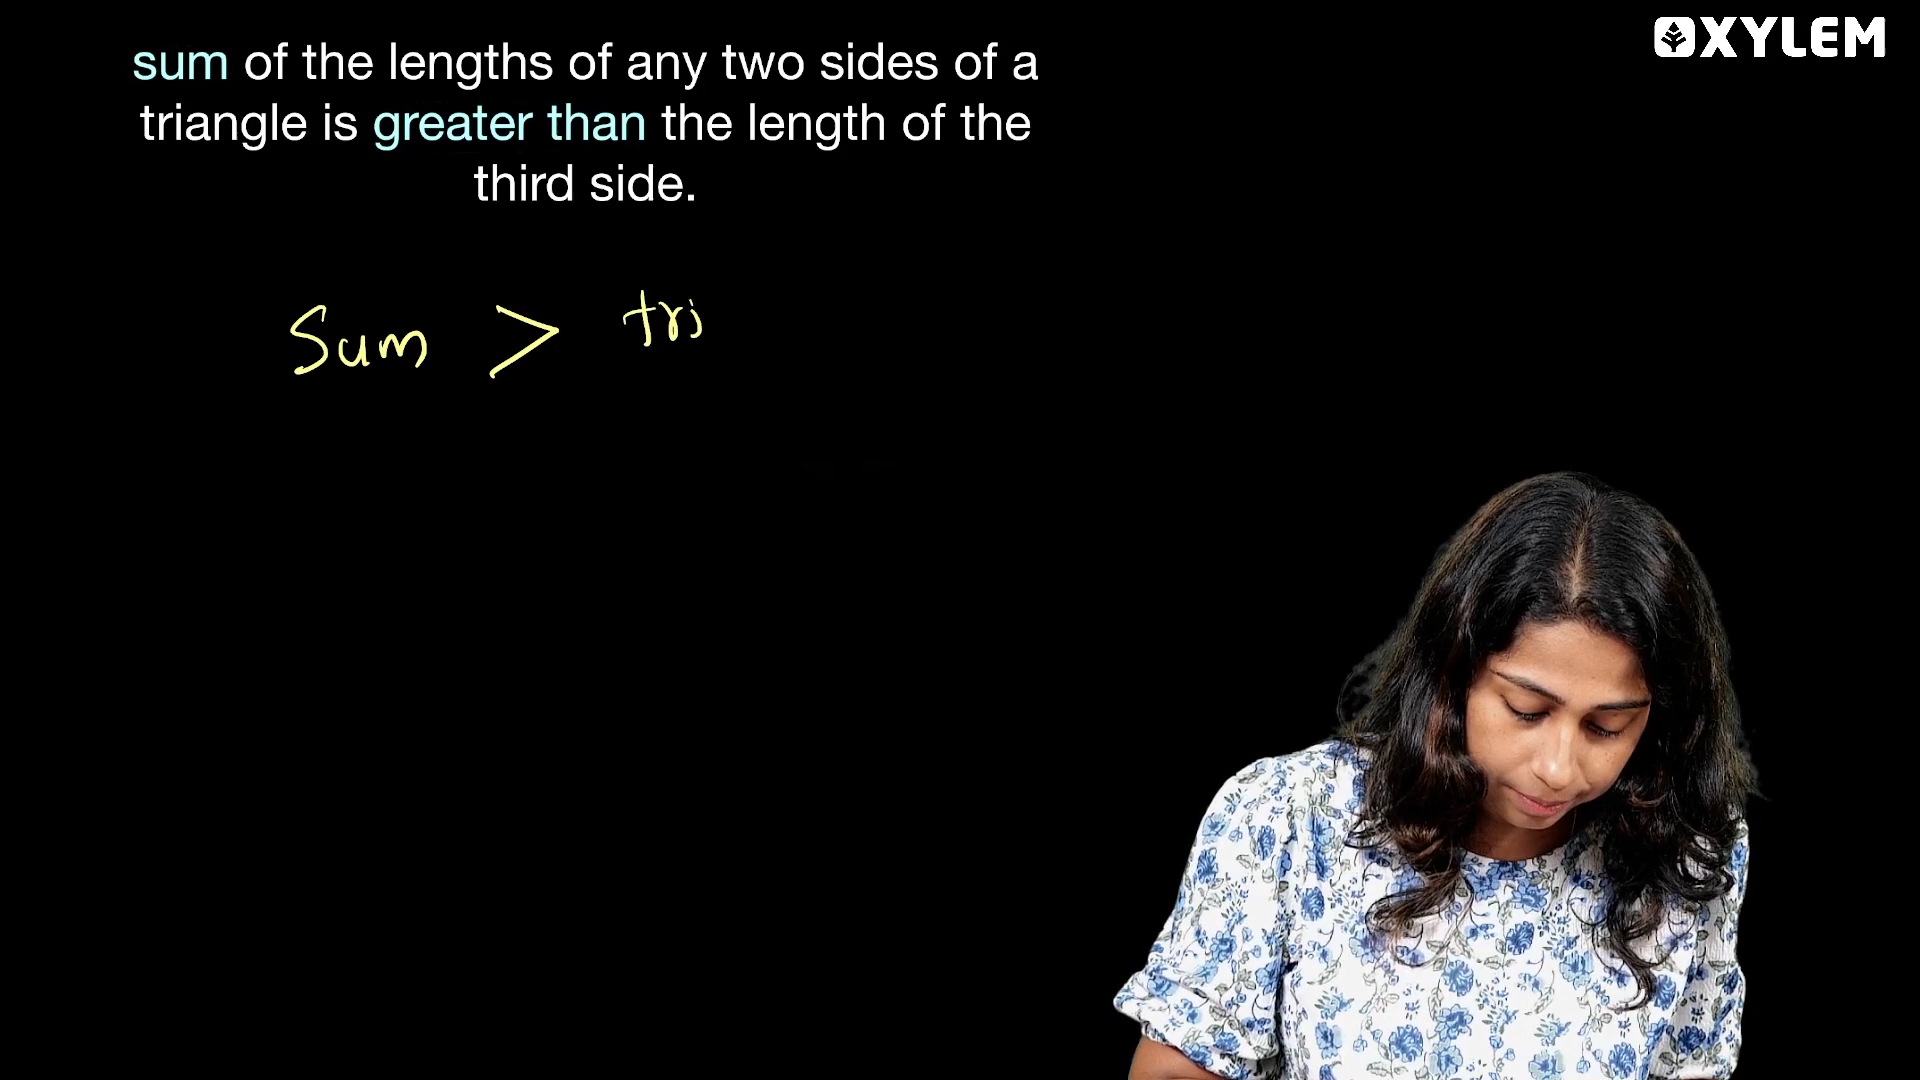 XYLEM
sum of the lengths of any two sides of a
triangle is greater than the length of the
third side.
Sum > tri